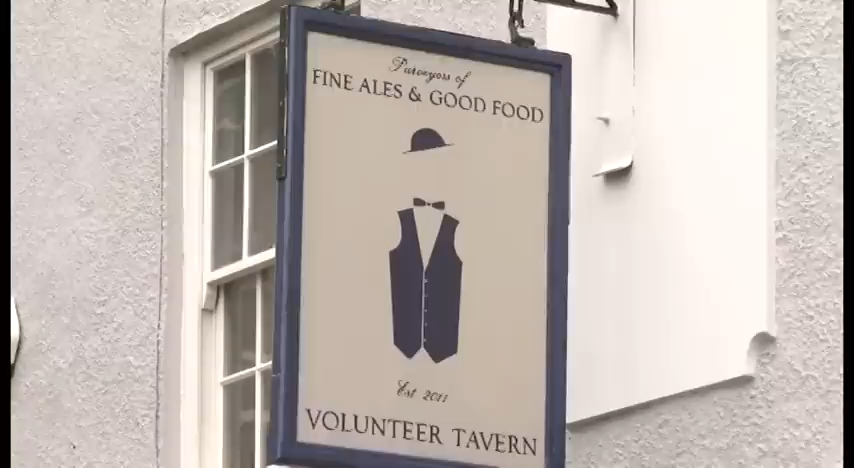 Purveyors of
FINE ALES & GOOD FOOD
Est 2011
VOLUNTEER TAVERN